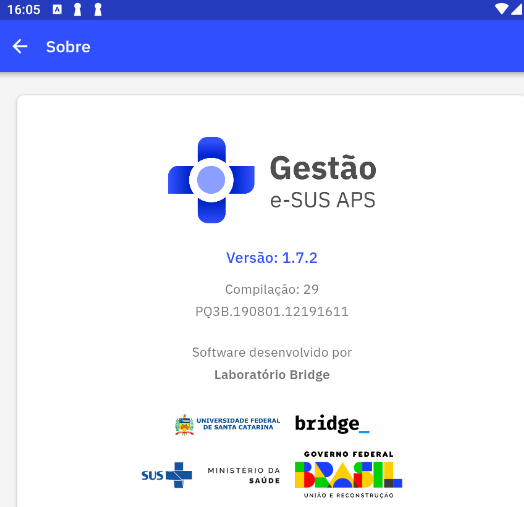 16:05
Sobre
Gestão
e-SUS APS
Versão: 1.7.2
Compilação: 29
PQ3B.190801.12191611
Software desenvolvido por
Laboratório Bridge
UNIVERSIDADE FEDERAL
DE SANTA CATARINA
bridge_
SUS
MINISTÉRIO DA
SAÚDE
GOVERNO FEDERAL
BRASIL
UNIÃO E RECONSTRUÇÃO